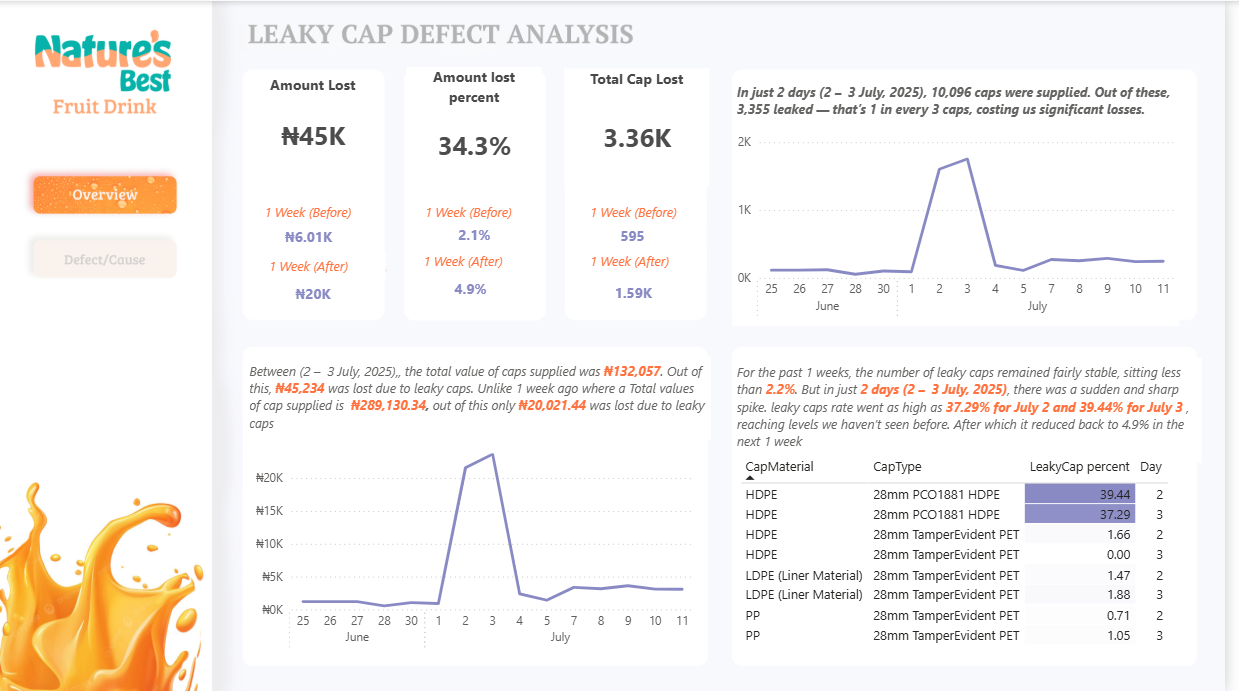 Nature's
Best
Fruit Drink
Overview
Defect/Cause
LEAKY CAP DEFECT ANALYSIS
Amount Lost
₦45K
1 Week (Before)
₦6.01K
1 Week (After)
₦20K
Amount lost
percent
34.3%
1 Week (Before)
2.1%
1 Week (After)
4.9%
Total Cap Lost
3.36K
1 Week (Before)
595
1 Week (After)
1.59K
In just 2 days (2 – 3 July, 2025), 10,096 caps were supplied. Out of these,
3,355 leaked — that's 1 in every 3 caps, costing us significant losses.
2K
1K
0K
25 26 27 28 30 1 2 3 4 5 7 8 9 10 11
June July
Between (2 – 3 July, 2025),, the total value of caps supplied was ₦132,057. Out of
this, ₦45,234 was lost due to leaky caps. Unlike 1 week ago where a Total values
of cap supplied is ₦289,130.34, out of this only ₦20,021.44 was lost due to leaky
caps
₦20K
₦15K
₦10K
₦5K
₦0K
25 26 27 28 30 1 2 3 4 5 7 8 9 10 11
June July
For the past 1 weeks, the number of leaky caps remained fairly stable, sitting less
than 2.2%. But in just 2 days (2 – 3 July, 2025), there was a sudden and sharp
spike. leaky caps rate went as high as 37.29% for July 2 and 39.44% for July 3 ,
reaching levels we haven't seen before. After which it reduced back to 4.9% in the
next 1 week
CapMaterial CapType LeakyCap percent Day
HDPE 28mm PCO1881 HDPE 39.44 2
HDPE 28mm PCO1881 HDPE 37.29 3
HDPE 28mm TamperEvident PET 1.66 2
HDPE 28mm TamperEvident PET 0.00 3
LDPE (Liner Material) 28mm TamperEvident PET 1.47 2
LDPE (Liner Material) 28mm TamperEvident PET 1.88 3
PP 28mm TamperEvident PET 0.71 2
PP 28mm TamperEvident PET 1.05 3